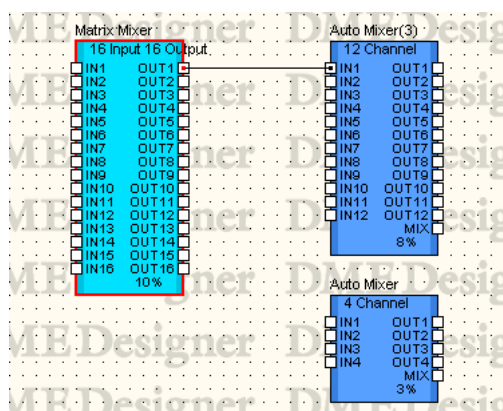 Matrix Mixer
16 Input 16 Output
IN1 OUT1
IN2 OUT2
IN3 OUT3
IN4 OUT4
IN5 OUT5
IN6 OUT6
IN7 OUT7
IN8 OUT8
IN9 OUT9
IN10 OUT10
IN11 OUT11
IN12 OUT12
IN13 OUT13
IN14 OUT14
IN15 OUT15
IN16 OUT16
10%
Auto Mixer(3)
12 Channel
IN1 OUT1
IN2 OUT2
IN3 OUT3
IN4 OUT4
IN5 OUT5
IN6 OUT6
IN7 OUT7
IN8 OUT8
IN9 OUT9
IN10 OUT10
IN11 OUT11
IN12 OUT12
MIX
8%
Auto Mixer
4 Channel
IN1 OUT1
IN2 OUT2
IN3 OUT3
IN4 OUT4
MIX
3%
DME Designer